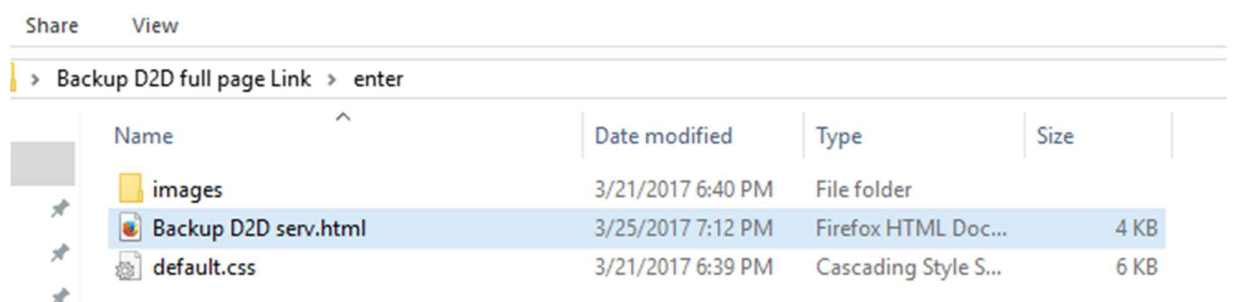 Share View
> Backup D2D full page Link > enter
Name Date modified Type Size
images 3/21/2017 6:40 PM File folder
Backup D2D serv.html 3/25/2017 7:12 PM Firefox HTML Doc... 4 KB
default.css 3/21/2017 6:39 PM Cascading Style S... 6 KB